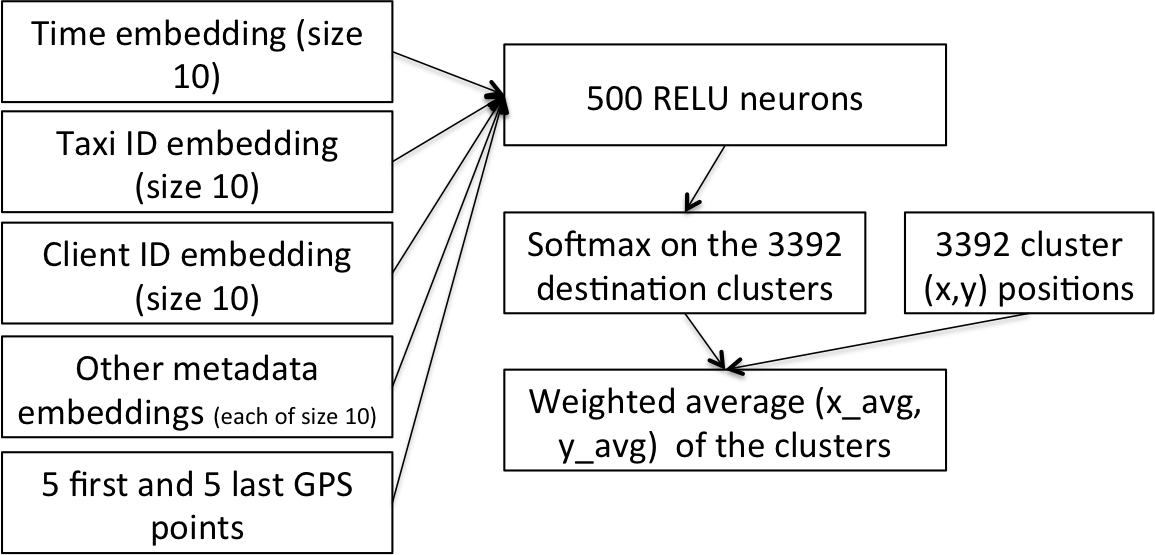 Time embedding (size
10)
Taxi ID embedding
(size 10)
Client ID embedding
(size 10)
Other metadata
embeddings (each of size 10)
5 first and 5 last GPS
points
500 RELU neurons
Softmax on the 3392
destination clusters
3392 cluster
(x,y) positions
Weighted average (x_avg,
y_avg) of the clusters